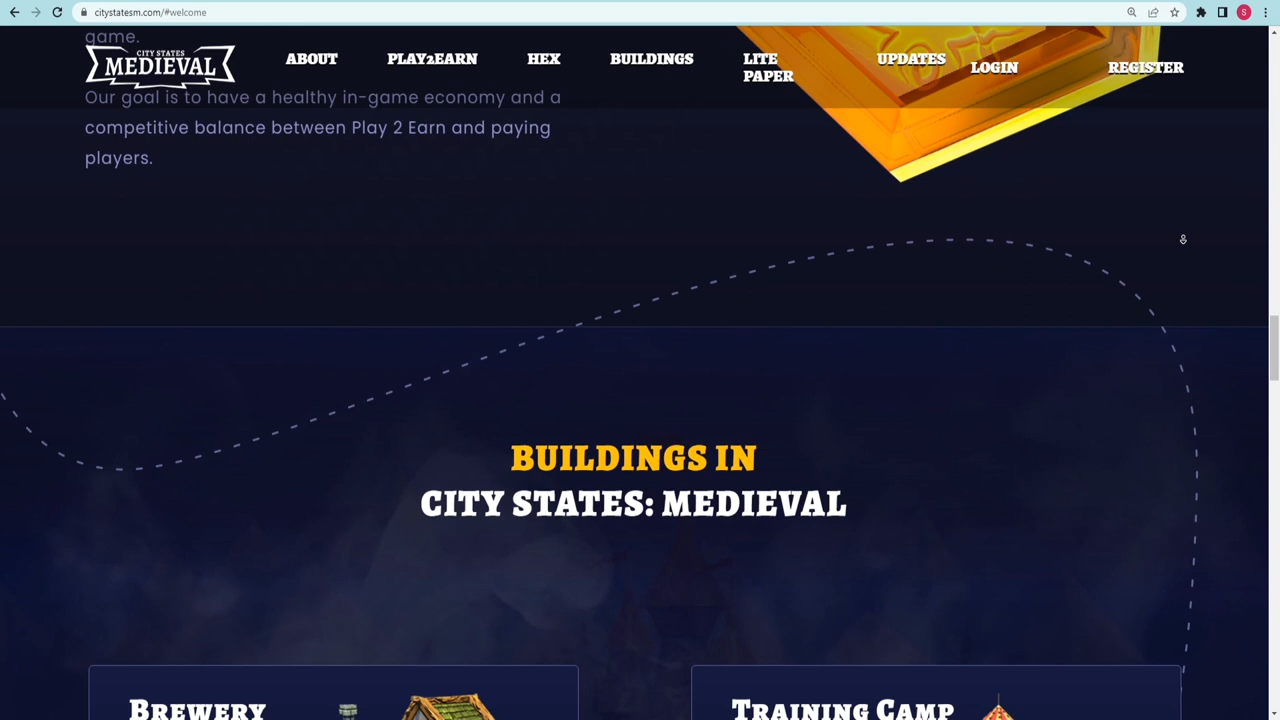 citystatesm.com/#welcome
S
game.
CITY STATES
MEDIEVAL
ABOUT
PLAY2EARN
HEX
BUILDINGS
LITE
PAPER
UPDATES
LOGIN
REGISTER
Our goal is to have a healthy in-game economy and a
competitive balance between Play 2 Earn and paying
players.
BUILDINGS IN
CITY STATES: MEDIEVAL
BREWERY
TRAINING CAMP